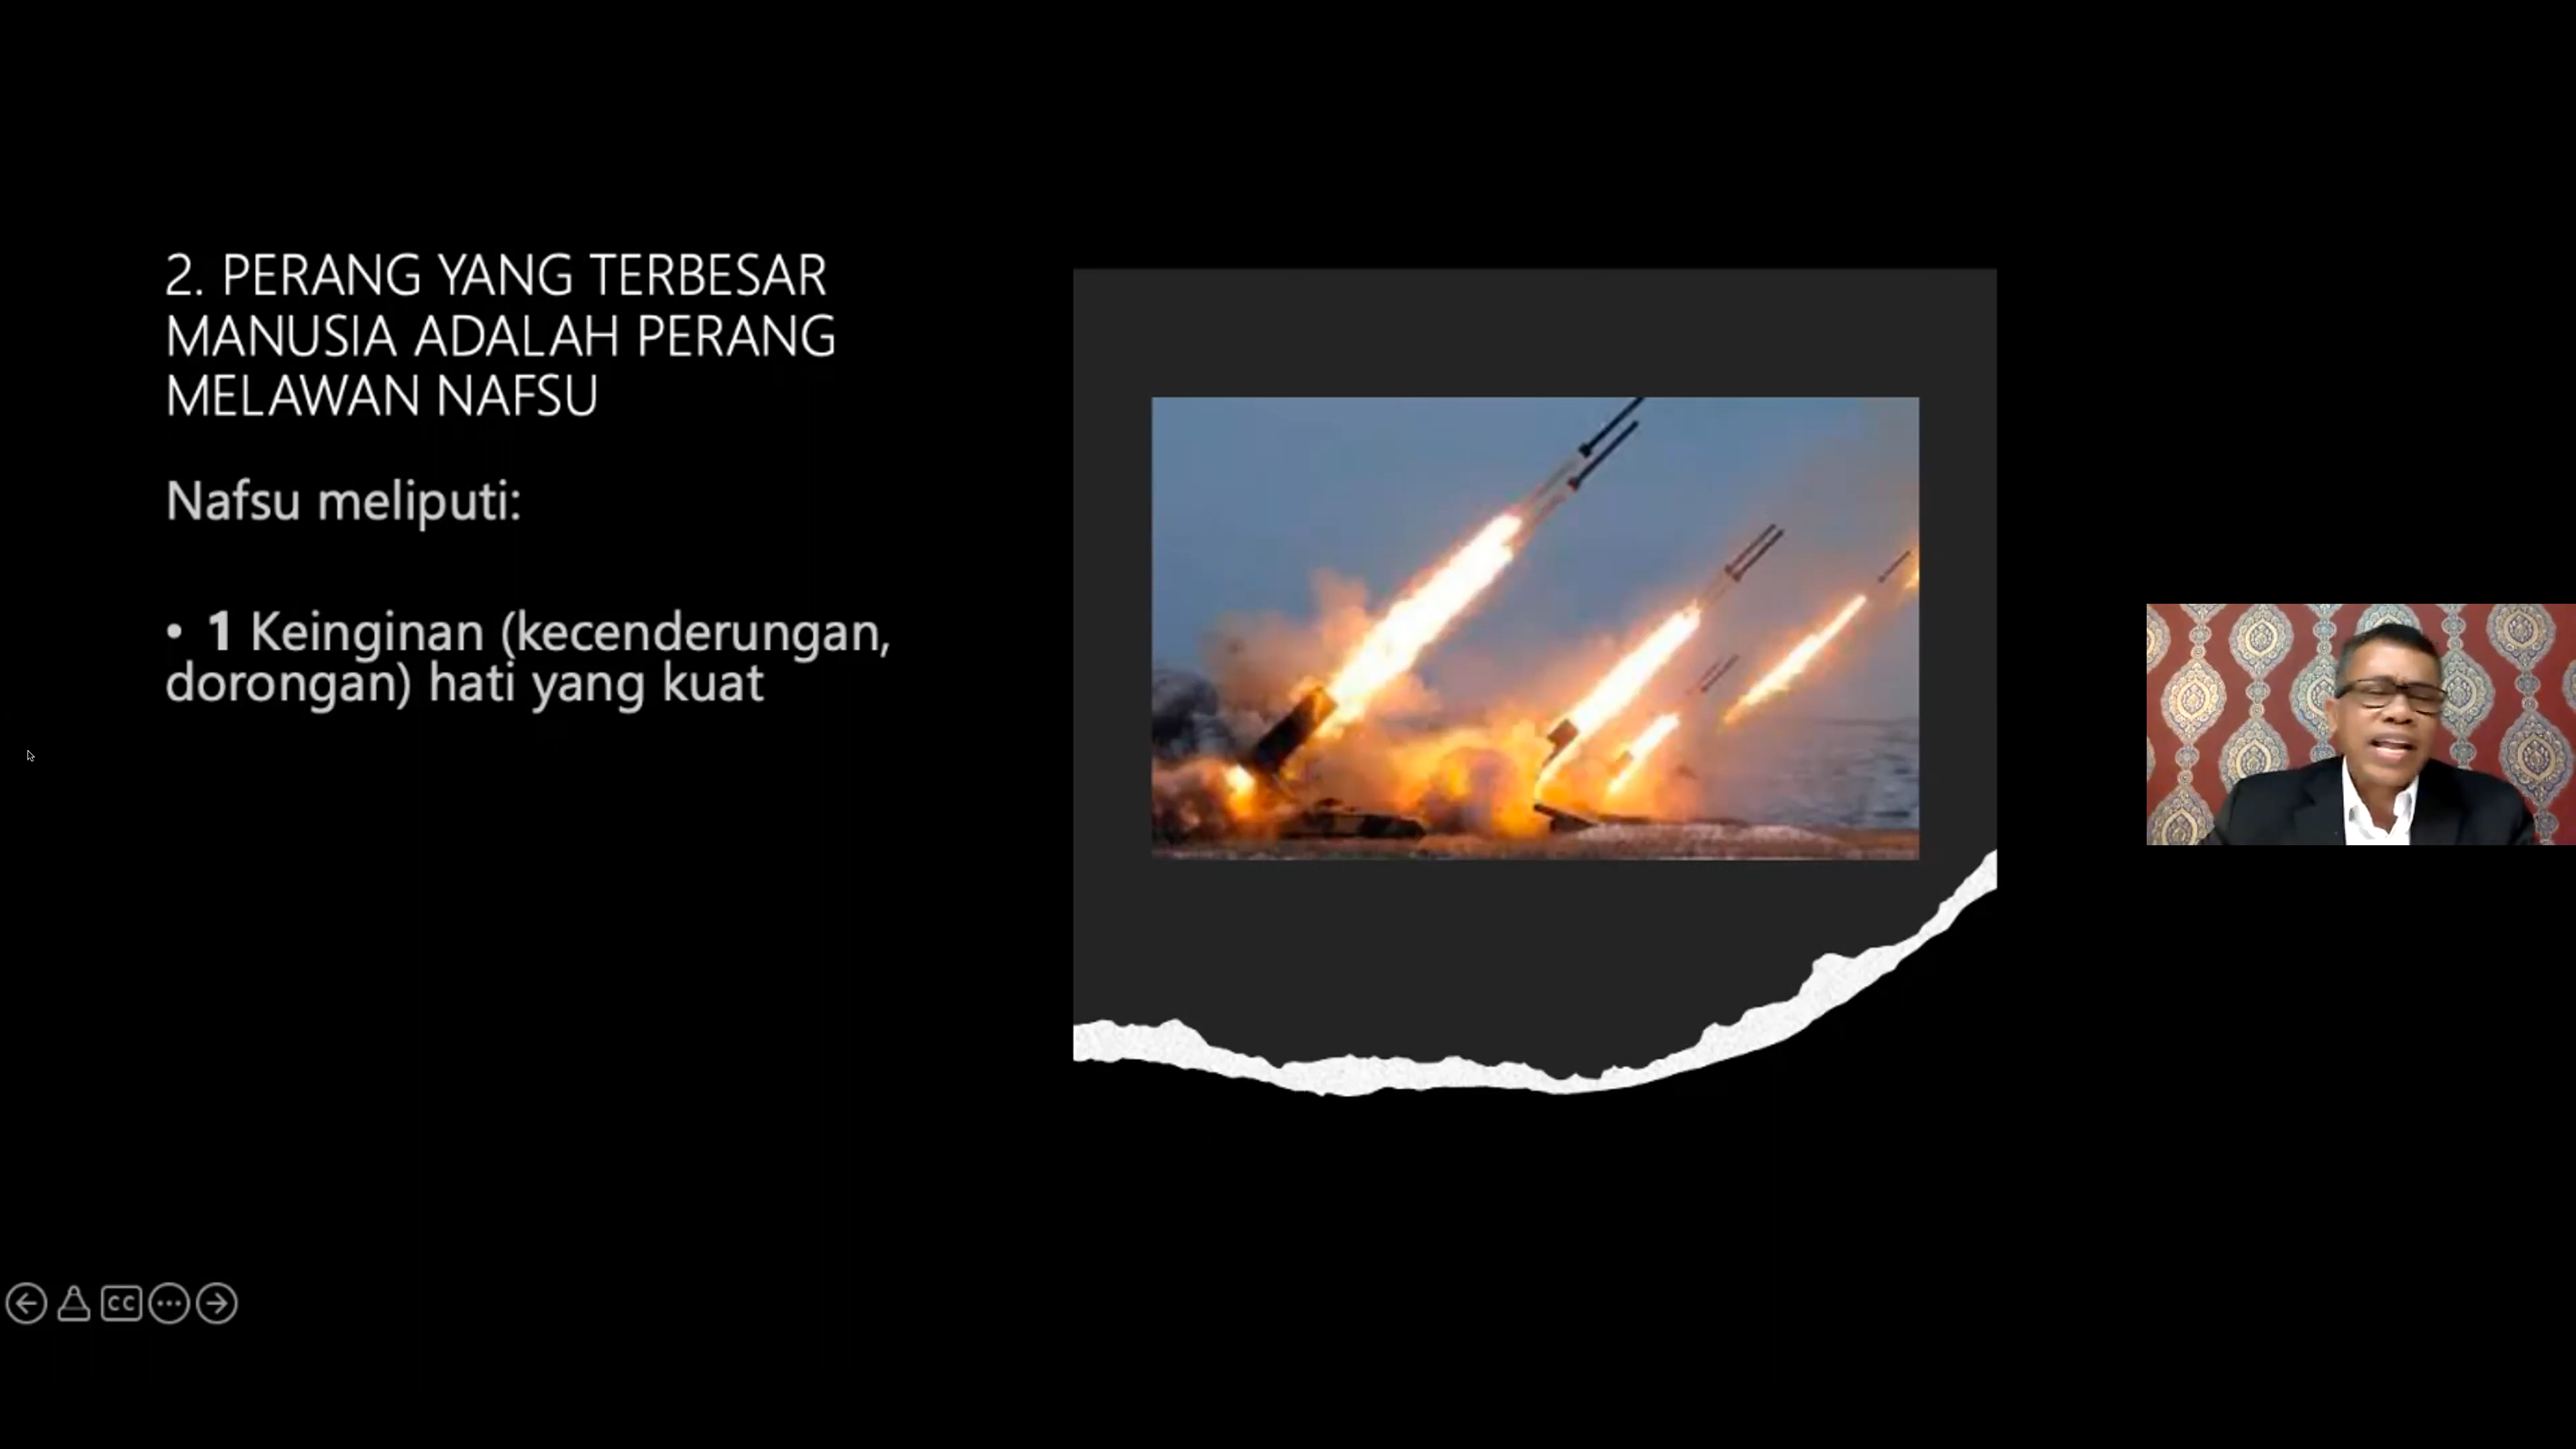 2. PERANG YANG TERBESAR
MANUSIA ADALAH PERANG
MELAWAN NAFSU
Nafsu meliputi:
• 1 Keinginan (kecenderungan,
dorongan) hati yang kuat
CC